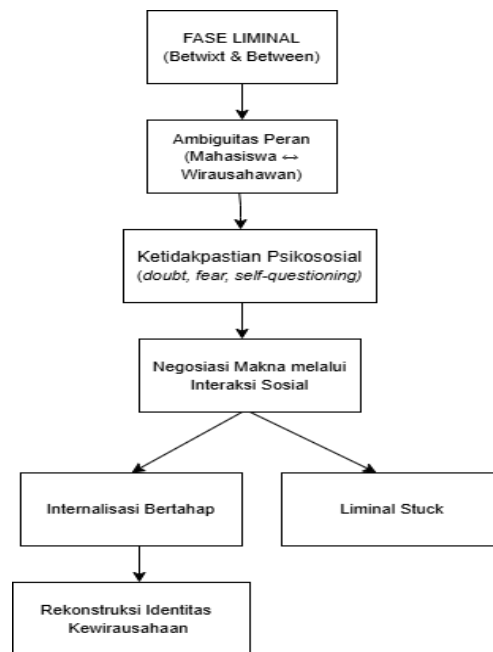 FASE LIMINAL
(Betwixt & Between)
Ambiguitas Peran
(Mahasiswa ↔
Wirausahawan)
Ketidakpastian Psikososial
(doubt, fear, self-questioning)
Negosiasi Makna melalui
Interaksi Sosial
Internalisasi Bertahap
Liminal Stuck
Rekonstruksi Identitas
Kewirausahaan